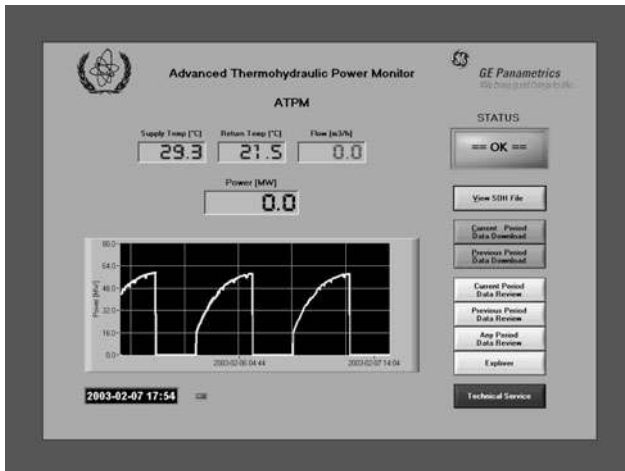 Advanced Thermohydraulic Power Monitor
GE Panametrics
ATPM
STATUS
Supply Temp [°C]
Return Temp [°C]
Flow [m3/h]
29.3
21.5
0.0
== OK ==
Power [MW]
0.0
View SOH File
Current Period
Data Download
Previous Period
Data Download
80.0
64.0
48.0
32.0
16.0
0.0
Power [MW]
2003-02-06 04:44
2003-02-07 14:04
Current Period
Data Review
Previous Period
Data Review
Any Period
Data Review
Explorer
2003-02-07 17:54
Technical Service